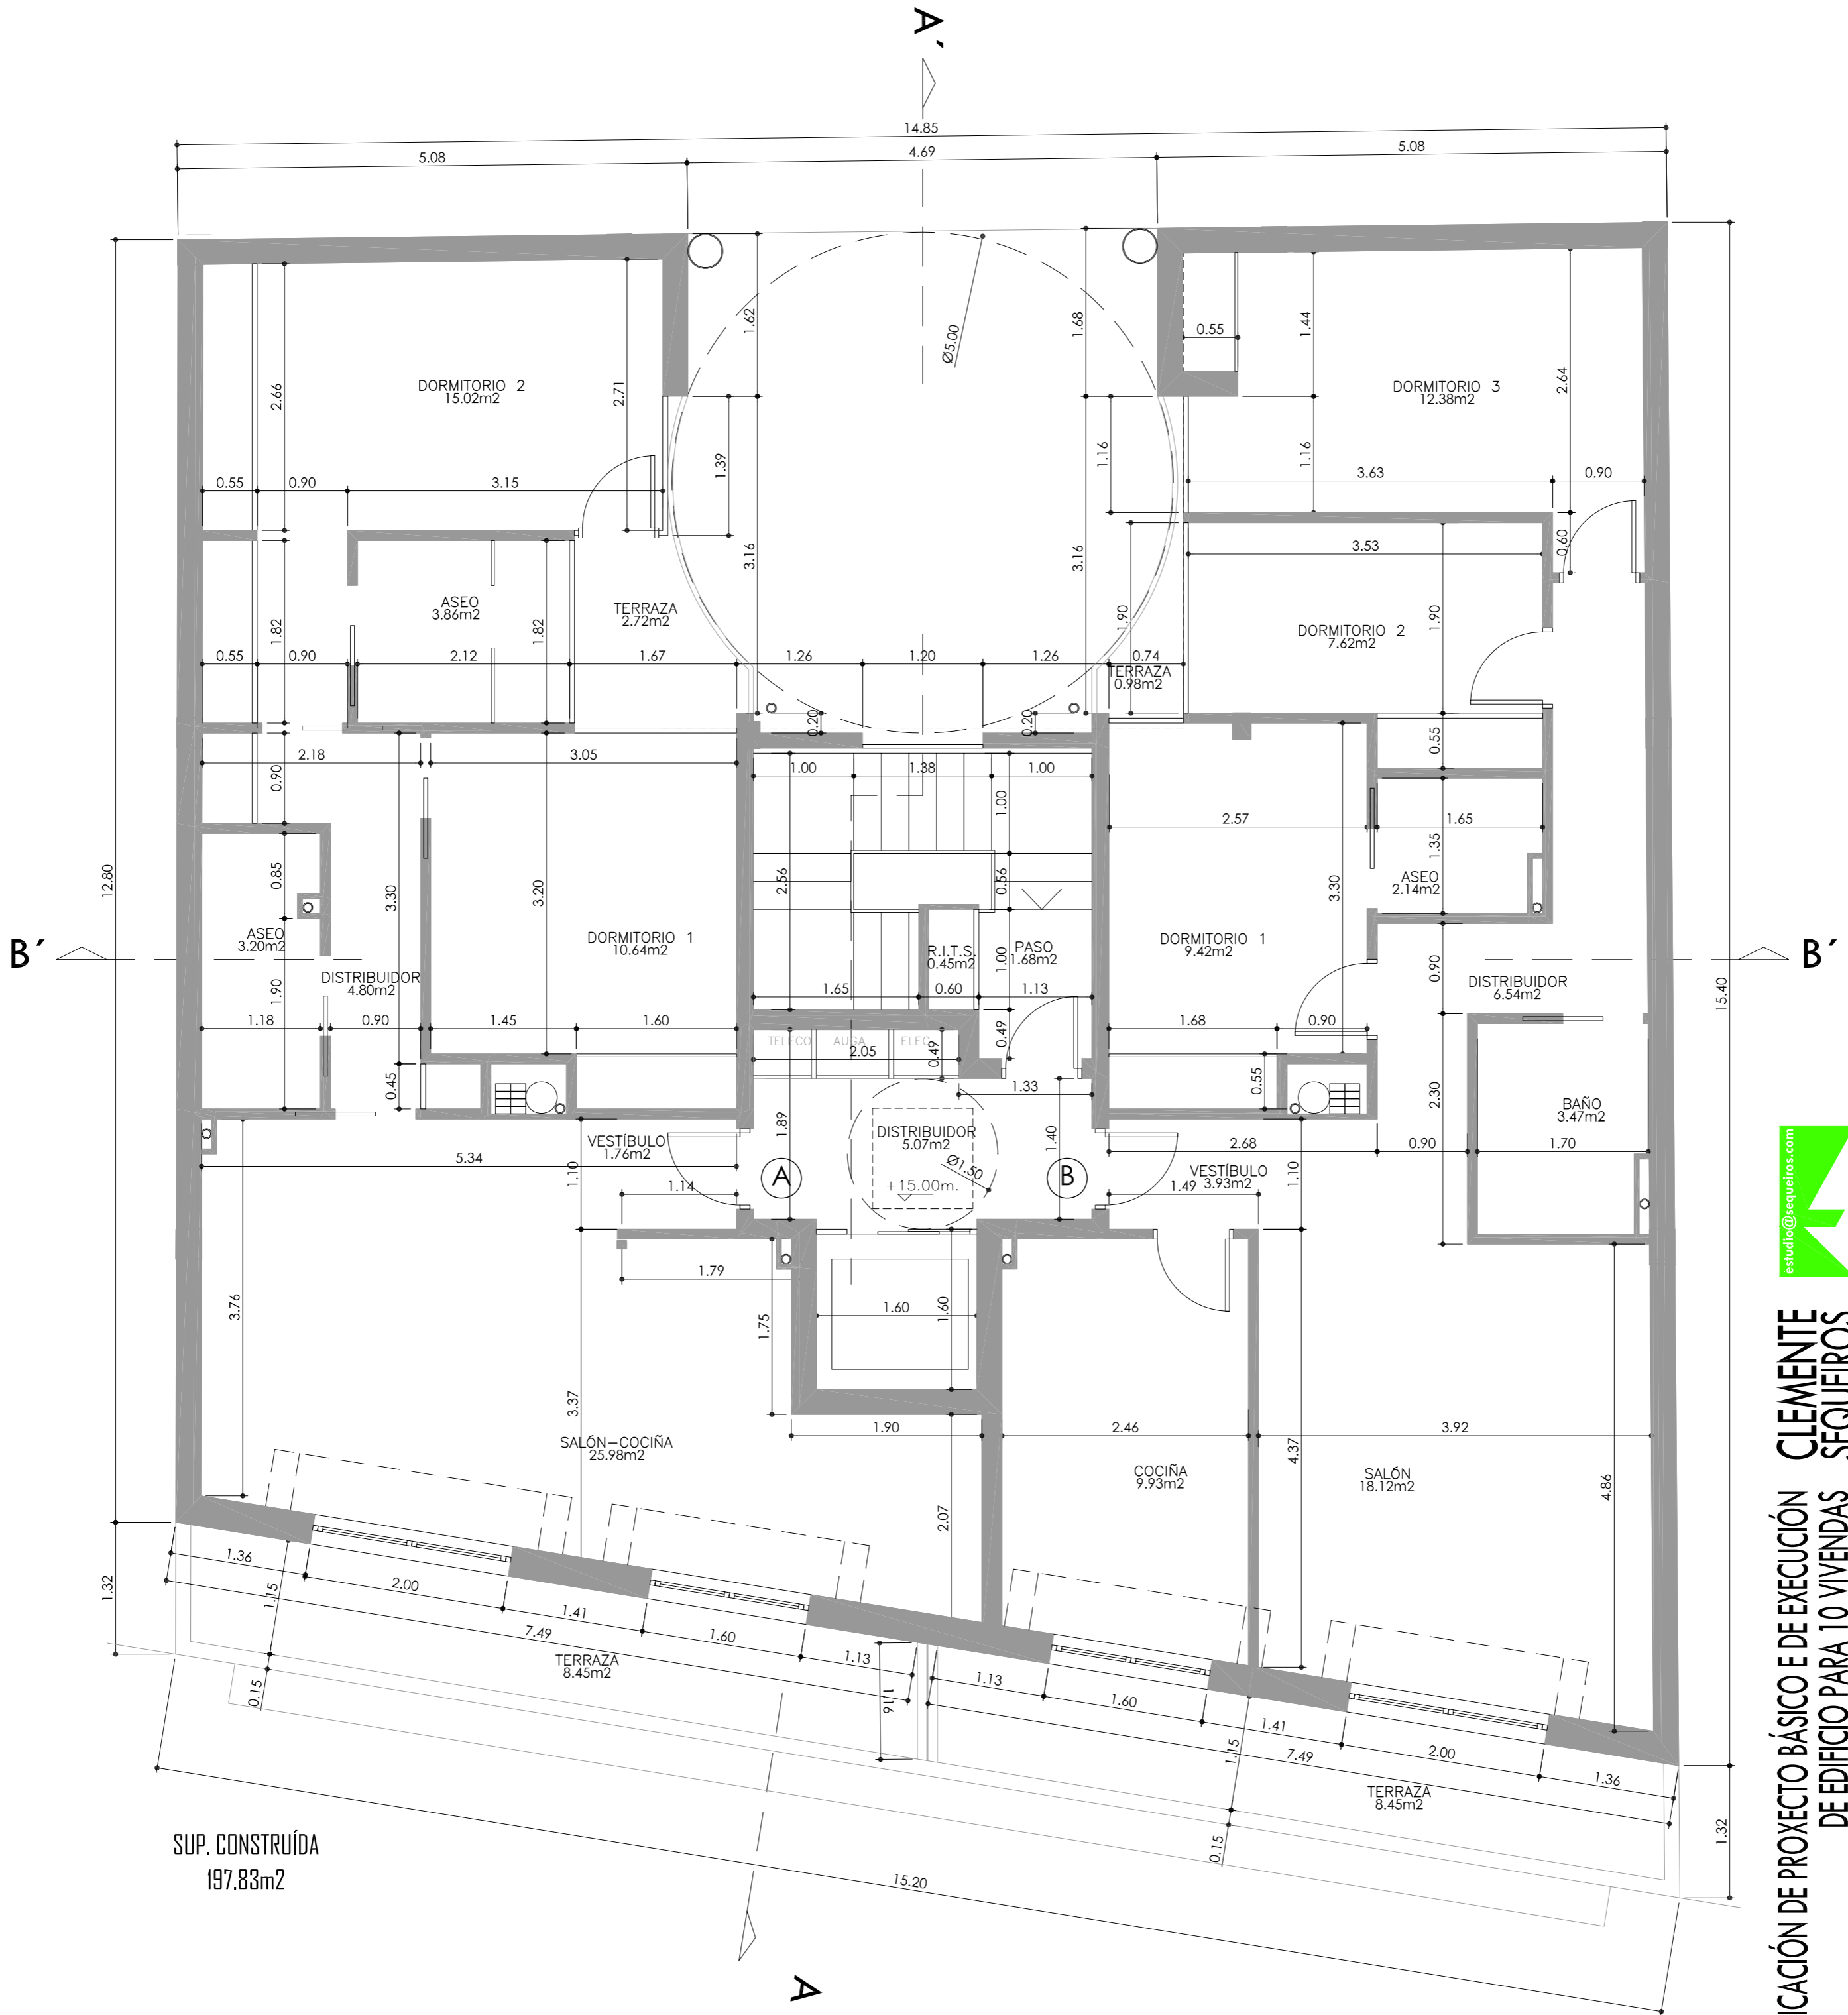 A´
14.85
5.08
4.69
5.08
1.62
1.68
Ø5.00
0.55
1.44
2.66
DORMITORIO 2
15.02m2
2.71
DORMITORIO 3
12.38m2
2.64
1.39
1.16
1.16
0.55
0.90
3.15
3.63
0.90
3.16
3.16
3.53
0.60
1.82
ASEO
3.86m2
1.82
TERRAZA
2.72m2
1.90
DORMITORIO 2
7.62m2
1.90
0.55
0.90
2.12
1.67
1.26
1.20
1.26
0.74
TERRAZA
0.98m2
0.20
0.20
2.18
3.05
0.90
1.00
1.38
1.00
1.00
0.55
2.57
1.65
12.80
0.85
3.30
3.20
2.56
0.56
3.30
1.35
ASEO
2.14m2
B´
ASEO
3.20m2
DORMITORIO 1
10.64m2
R.I.T.S.
0.45m2
PASO
1.68m2
1.00
DORMITORIO 1
9.42m2
0.90
B´
DISTRIBUIDOR
4.80m2
DISTRIBUIDOR
6.54m2
15.40
1.90
1.65
0.60
1.13
1.18
0.90
1.45
1.60
1.68
0.90
TELECO
AUGA
ELEC
2.05
0.49
0.49
0.45
1.33
0.55
2.30
BAÑO
3.47m2
1.89
DISTRIBUIDOR
5.07m2
1.40
VESTÍBULO
1.76m2
5.34
1.10
Ø1.50
2.68
0.90
1.70
VESTÍBULO
3.93m2
1.10
A
B
+15.00m.
1.14
1.49
1.79
3.76
1.75
1.60
1.60
3.37
1.90
2.46
3.92
SALÓN-COCIÑA
25.98m2
4.37
COCIÑA
9.93m2
SALÓN
18.12m2
4.86
2.07
1.32
1.36
1.15
2.00
1.41
7.49
1.60
1.13
TERRAZA
8.45m2
0.15
1.16
1.13
1.60
1.41
1.15
7.49
2.00
1.36
TERRAZA
8.45m2
0.15
1.32
SUP. CONSTRUÍDA
197.83m2
15.20
A
estudio@sequeiros.com
CLEMENTE
SEQUEIROS
ICACIÓN DE PROXECTO BÁSICO E DE EXECUCIÓN
DE EDIFICIO PARA 10 VIVENDAS